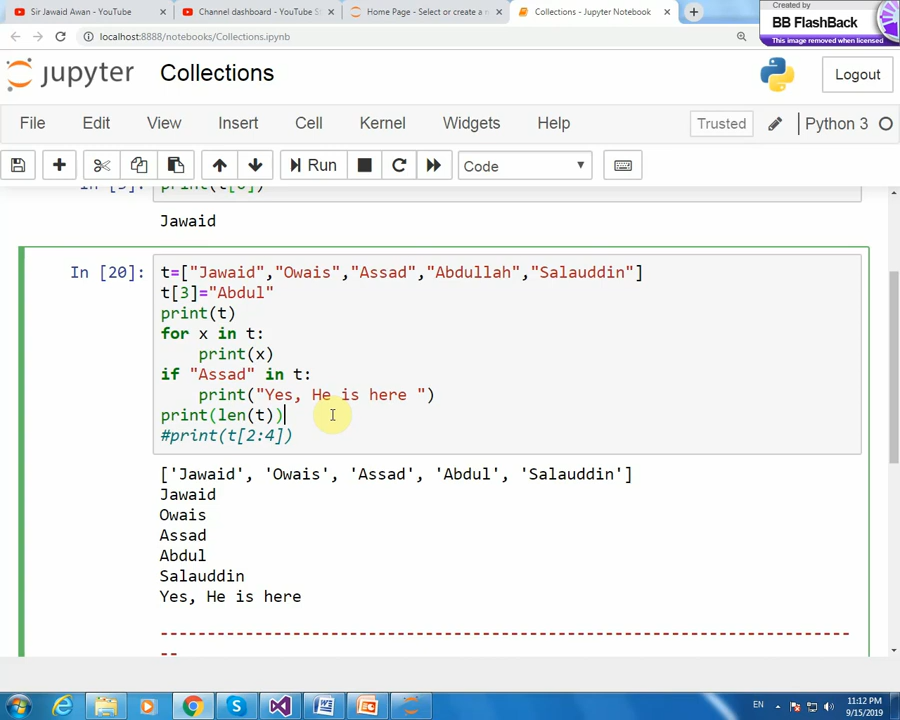 Sir Jawaid Awan - YouTube
Channel dashboard - YouTube St
Home Page - Select or create a n
Collections - Jupyter Notebook
Created by
BB FlashBack
This image removed when licensed
localhost:8888/notebooks/Collections.ipynb
jupyter Collections
Logout
File Edit View Insert Cell Kernel Widgets Help Trusted Python 3
Run Code
Jawaid
In [20]: t=["Jawaid","Owais","Assad","Abdullah","Salauddin"]
t[3]="Abdul"
print(t)
for x in t:
print(x)
if "Assad" in t:
print("Yes, He is here ")
print(len(t))
#print(t[2:4])
['Jawaid', 'Owais', 'Assad', 'Abdul', 'Salauddin']
Jawaid
Owais
Assad
Abdul
Salauddin
Yes, He is here
---------------------------------------------------------------------------
EN
11:12 PM
9/15/2019